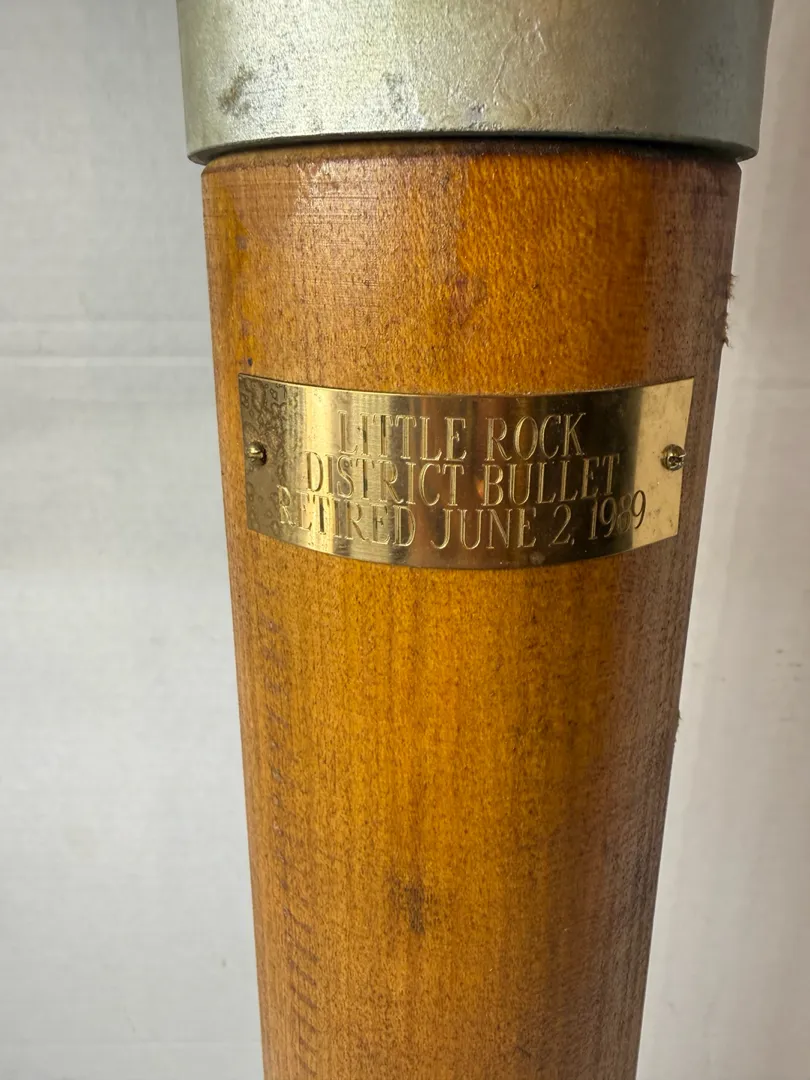 LITTLE ROCK
DISTRICT BULLET
RETIRED JUNE 2, 1989